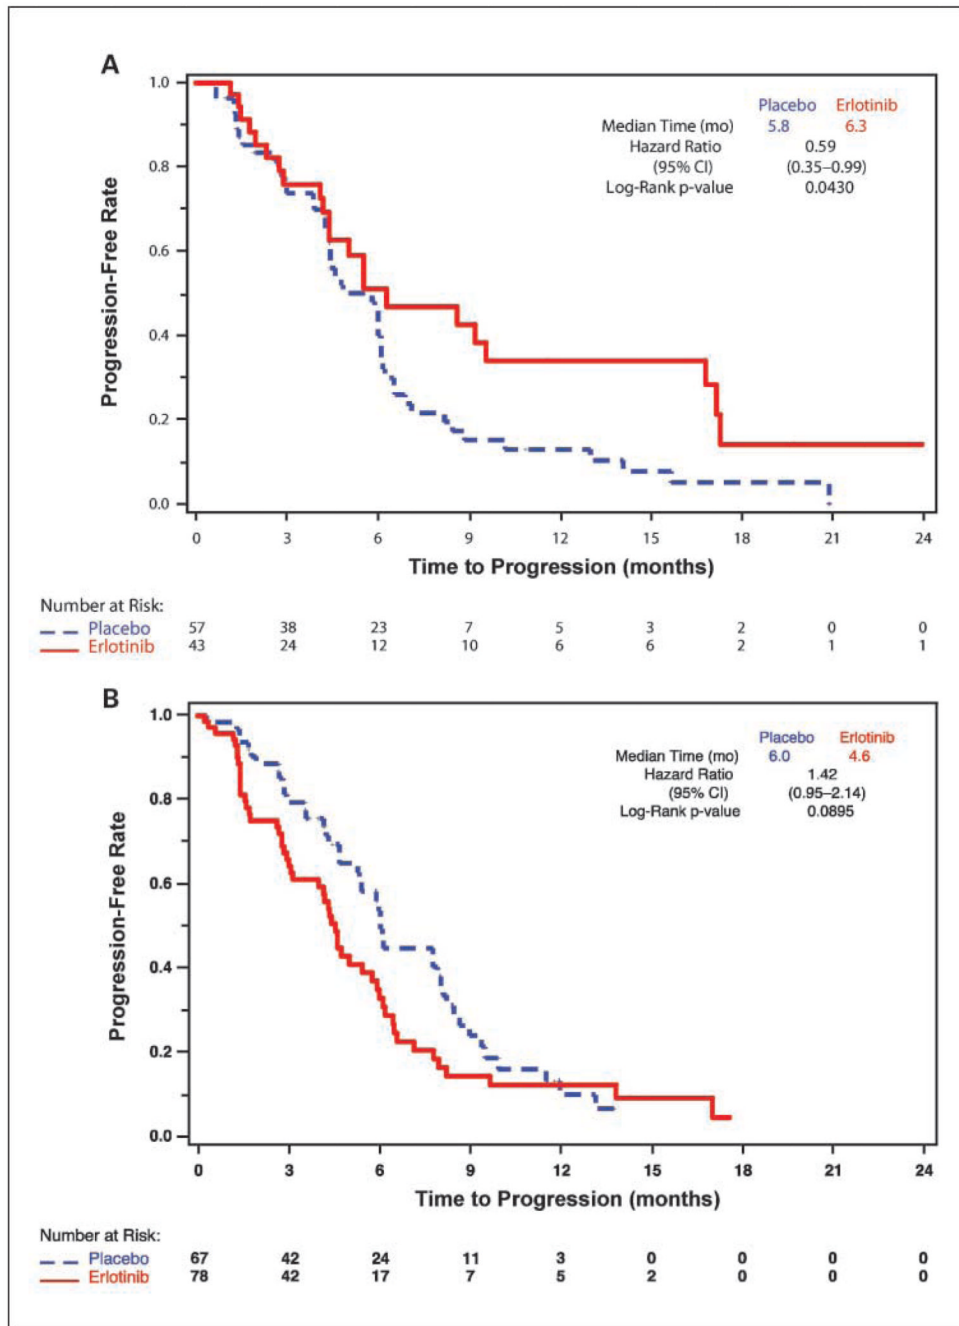 A
Placebo Erlotinib
Median Time (mo) 5.8 6.3
Hazard Ratio 0.59
(95% CI) (0.35–0.99)
Log-Rank p-value 0.0430
Progression-Free Rate
1.0
0.8
0.6
0.4
0.2
0.0
0 3 6 9 12 15 18 21 24
Time to Progression (months)
Number at Risk:
Placebo 57 38 23 7 5 3 2 0 0
Erlotinib 43 24 12 10 6 6 2 1 1
B
Placebo Erlotinib
Median Time (mo) 6.0 4.6
Hazard Ratio 1.42
(95% CI) (0.95–2.14)
Log-Rank p-value 0.0895
Progression-Free Rate
1.0
0.8
0.6
0.4
0.2
0.0
0 3 6 9 12 15 18 21 24
Time to Progression (months)
Number at Risk:
Placebo 67 42 24 11 3 0 0 0 0
Erlotinib 78 42 17 7 5 2 0 0 0